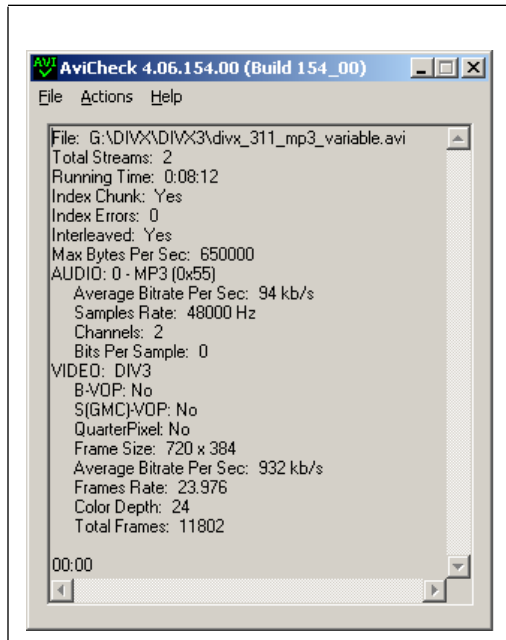 AVI
AviCheck 4.06.154.00 (Build 154_00)
File Actions Help
File: G:\DIVX\DIVX3\divx_311_mp3_variable.avi
Total Streams: 2
Running Time: 0:08:12
Index Chunk: Yes
Index Errors: 0
Interleaved: Yes
Max Bytes Per Sec: 650000
AUDIO: 0 - MP3 (0x55)
Average Bitrate Per Sec: 94 kb/s
Samples Rate: 48000 Hz
Channels: 2
Bits Per Sample: 0
VIDEO: DIV3
B-VOP: No
S(GMC)-VOP: No
QuarterPixel: No
Frame Size: 720 x 384
Average Bitrate Per Sec: 932 kb/s
Frames Rate: 23.976
Color Depth: 24
Total Frames: 11802
00:00